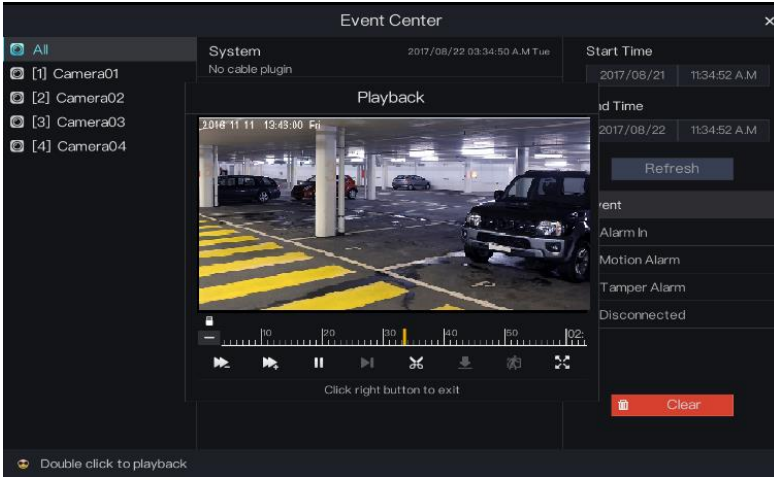 Event Center
All
[1] Camera01
[2] Camera02
[3] Camera03
[4] Camera04
System 2017/08/22 03:34:50 A.M Tue
No cable plugin
Start Time
2017/08/21 11:34:52 A.M
nd Time
2017/08/22 11:34:52 A.M
Refresh
vent
Alarm In
Motion Alarm
Tamper Alarm
Disconnected
Clear
Playback
2016 11 11 13:43:00 Fri
10 20 30 40 50 02:
Click right button to exit
Double click to playback